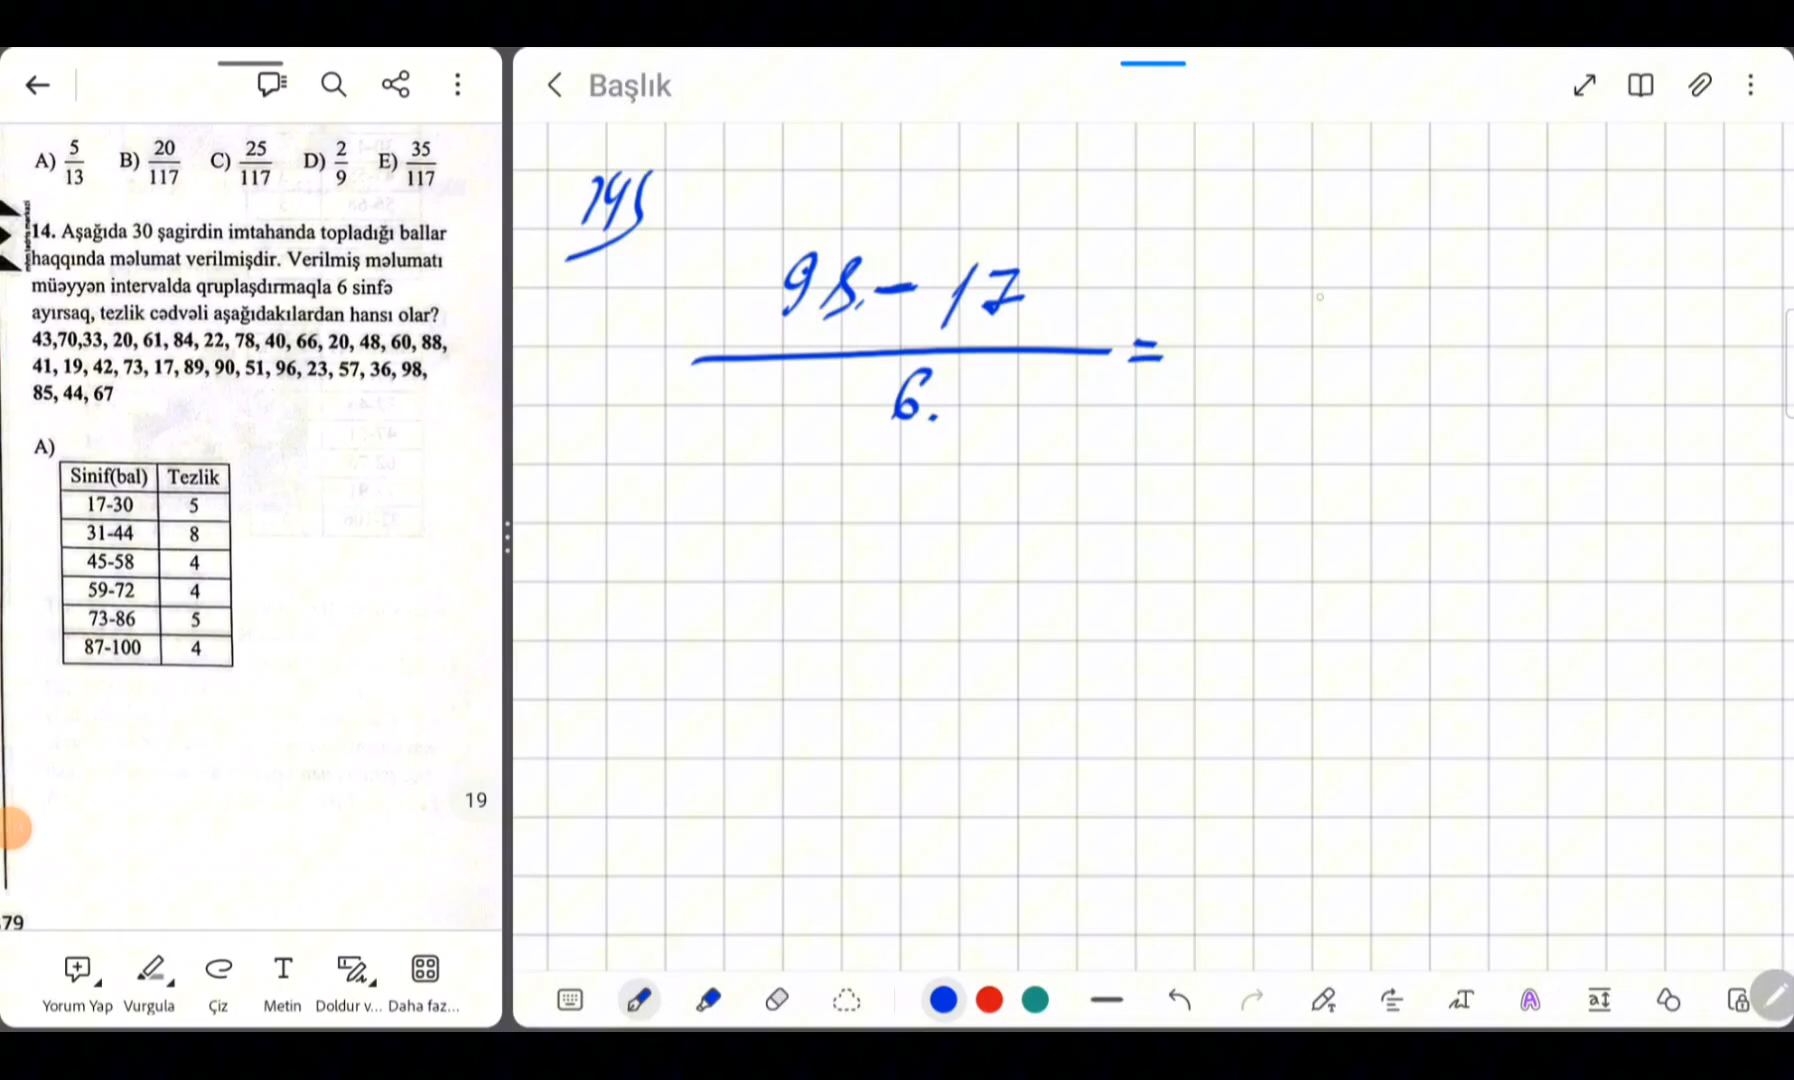 A) 5/13 B) 20/117 C) 25/117 D) 2/9 E) 35/117
14. Aşağıda 30 şagirdin imtahanda topladığı ballar
haqqında məlumat verilmişdir. Verilmiş məlumatı
müəyyən intervalda qruplaşdırmaqla 6 sinfə
ayırsaq, tezlik cədvəli aşağıdakılardan hansı olar?
43,70,33, 20, 61, 84, 22, 78, 40, 66, 20, 48, 60, 88,
41, 19, 42, 73, 17, 89, 90, 51, 96, 23, 57, 36, 98,
85, 44, 67
A)
Sinif(bal) Tezlik
17-30 5
31-44 8
45-58 4
59-72 4
73-86 5
87-100 4
19
79
Yorum Yap Vurgula Çiz Metin Doldur v... Daha faz...
Başlık
98 - 17
6. =